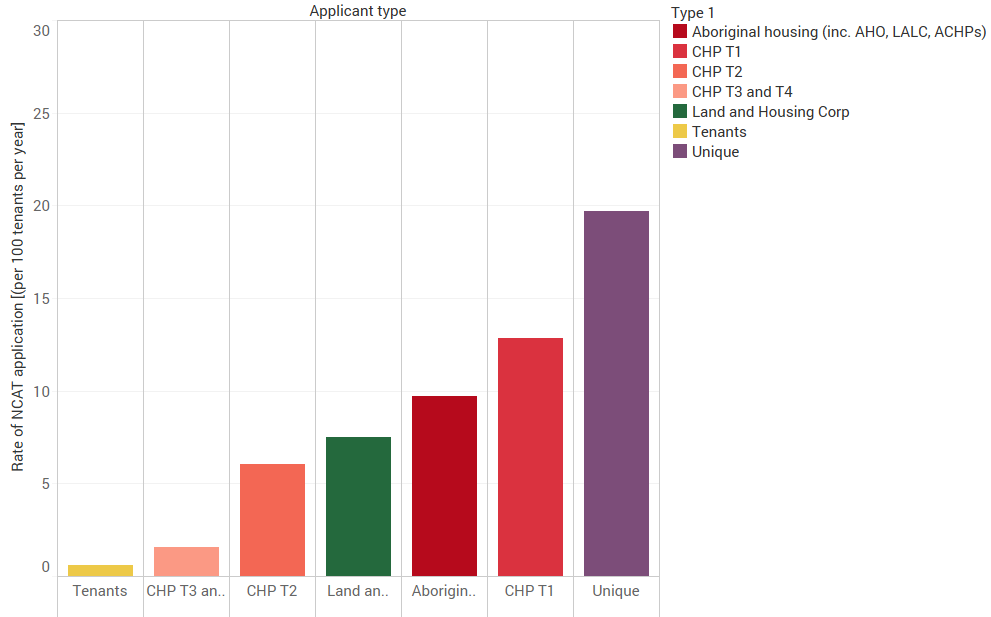 Applicant type
Type 1
Aboriginal housing (inc. AHO, LALC, ACHPs)
CHP T1
CHP T2
CHP T3 and T4
Land and Housing Corp
Tenants
Unique
Rate of NCAT application [(per 100 tenants per year]
30
25
20
15
10
5
0
Tenants
CHP T3 an..
CHP T2
Land an..
Aborigin..
CHP T1
Unique